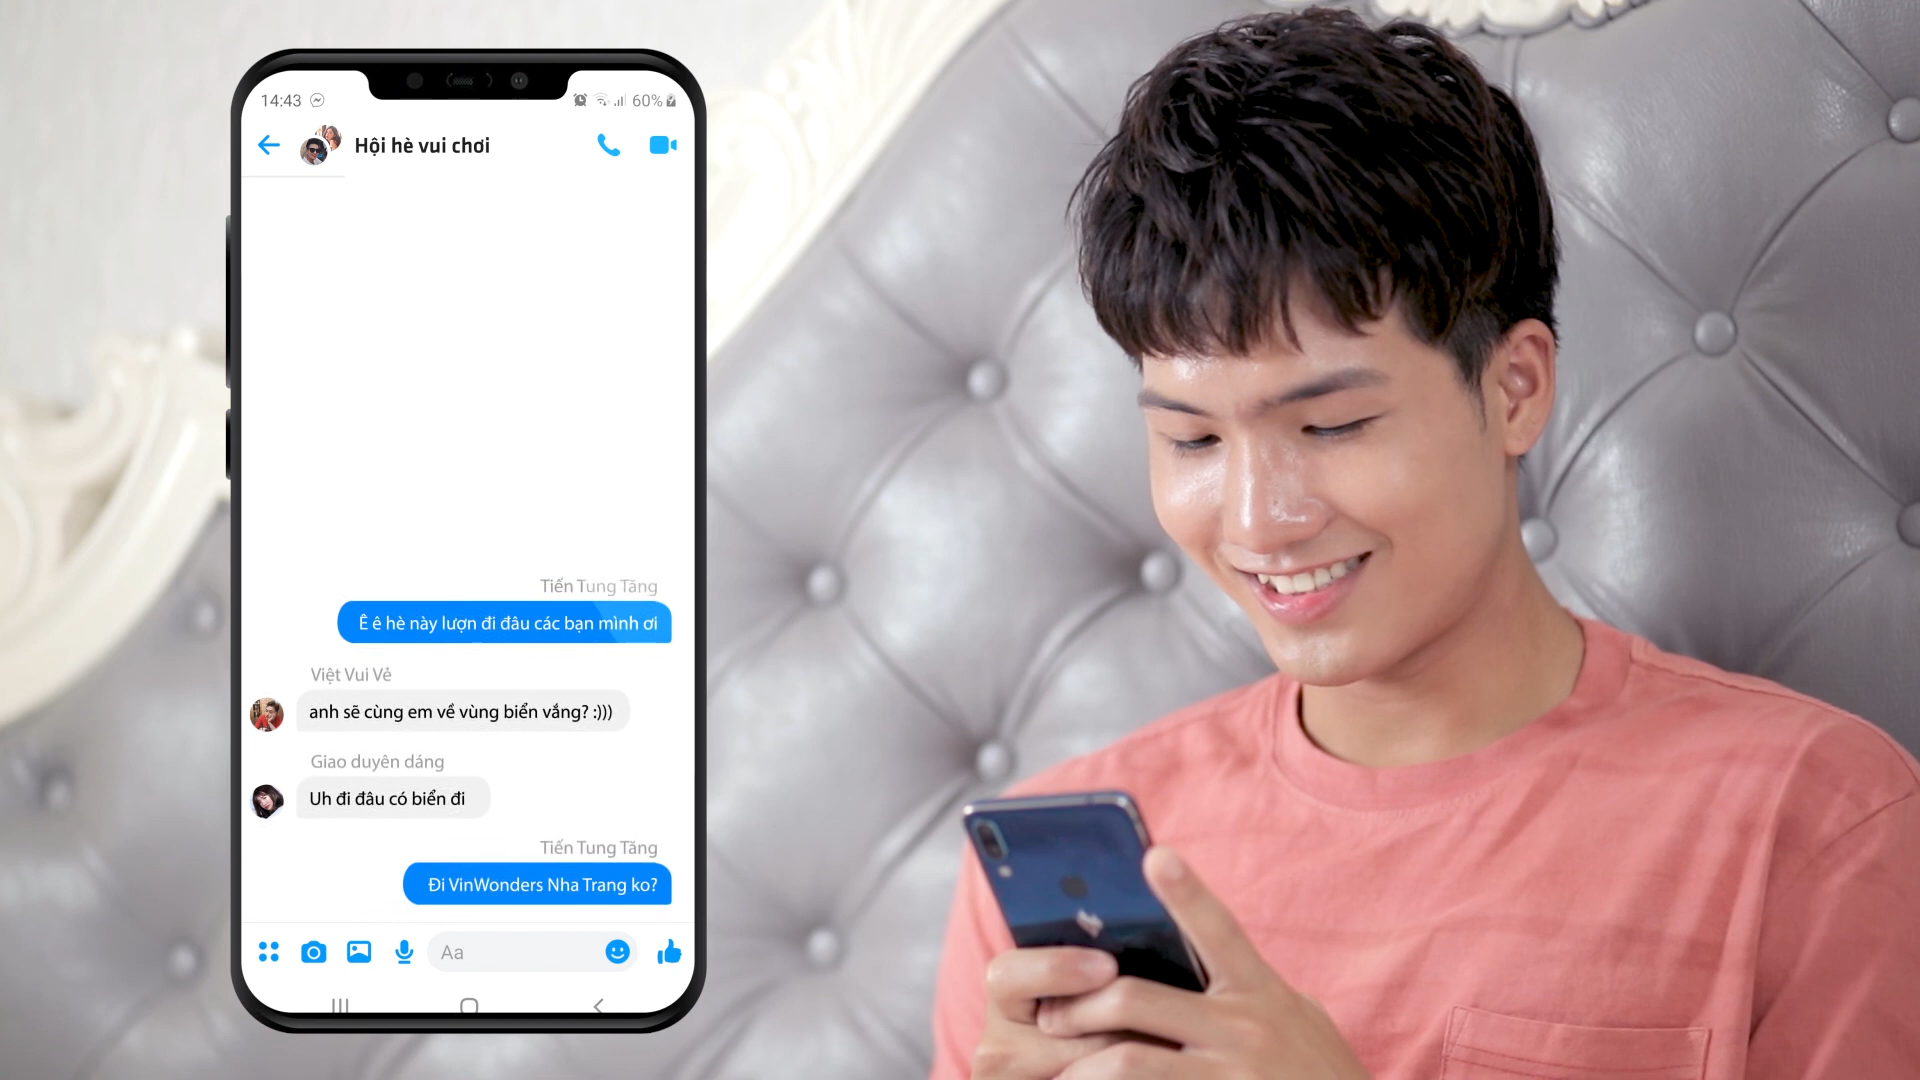 14:43
60%
Hội hè vui chơi
Tiến Tung Tăng
Ê ê hè này lượn đi đâu các bạn mình ơi
Việt Vui Vẻ
anh sẽ cùng em về vùng biển vắng? :)))
Giao duyên dáng
Uh đi đâu có biển đi
Tiến Tung Tăng
Đi VinWonders Nha Trang ko?
Aa